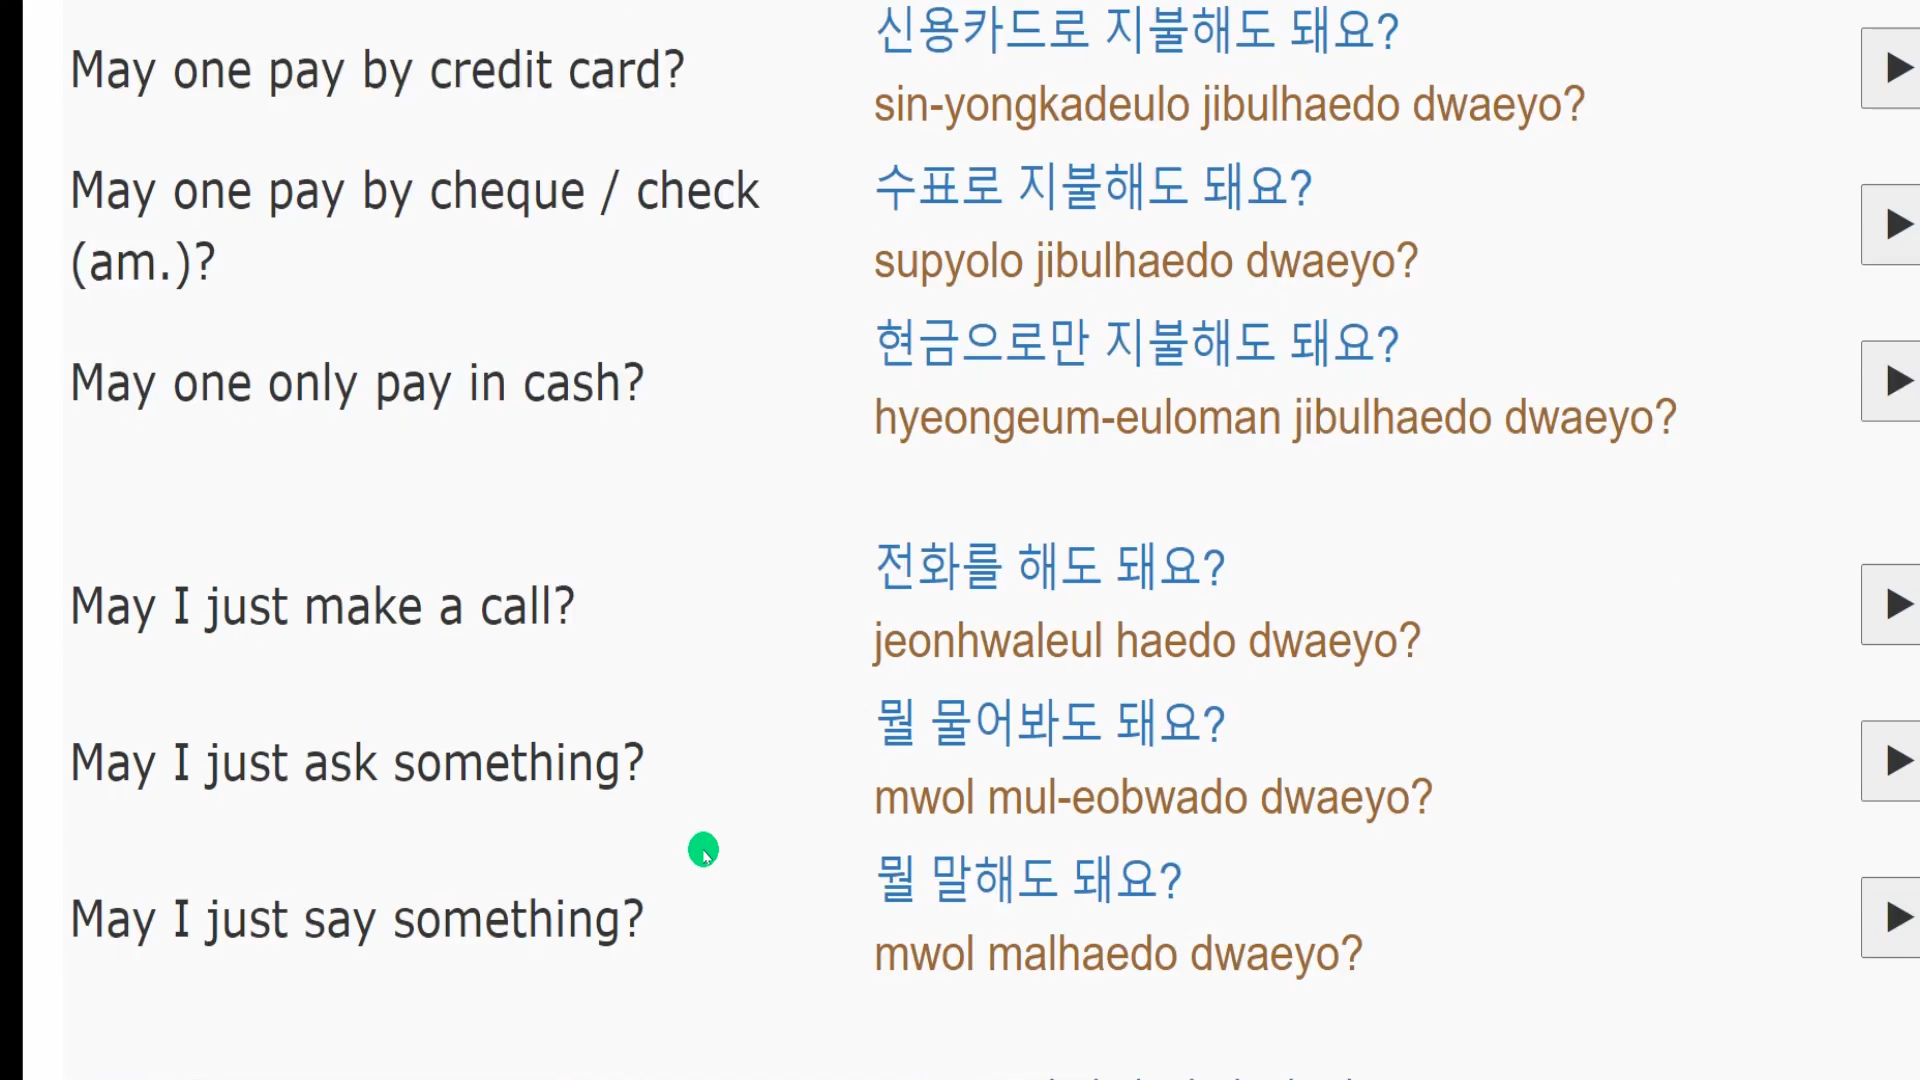 May one pay by credit card?
신용카드로 지불해도 돼요?
sin-yongkadeulo jibulhaedo dwaeyo?
May one pay by cheque / check
(am.)?
수표로 지불해도 돼요?
supyolo jibulhaedo dwaeyo?
May one only pay in cash?
현금으로만 지불해도 돼요?
hyeongeum-euloman jibulhaedo dwaeyo?
May I just make a call?
전화를 해도 돼요?
jeonhwaleul haedo dwaeyo?
May I just ask something?
뭘 물어봐도 돼요?
mwol mul-eobwado dwaeyo?
May I just say something?
뭘 말해도 돼요?
mwol malhaedo dwaeyo?